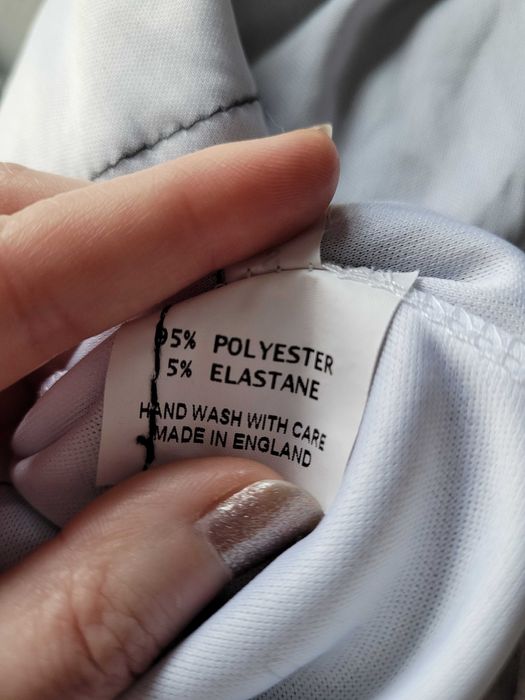 95% POLYESTER
5% ELASTANE
HAND WASH WITH CARE
MADE IN ENGLAND